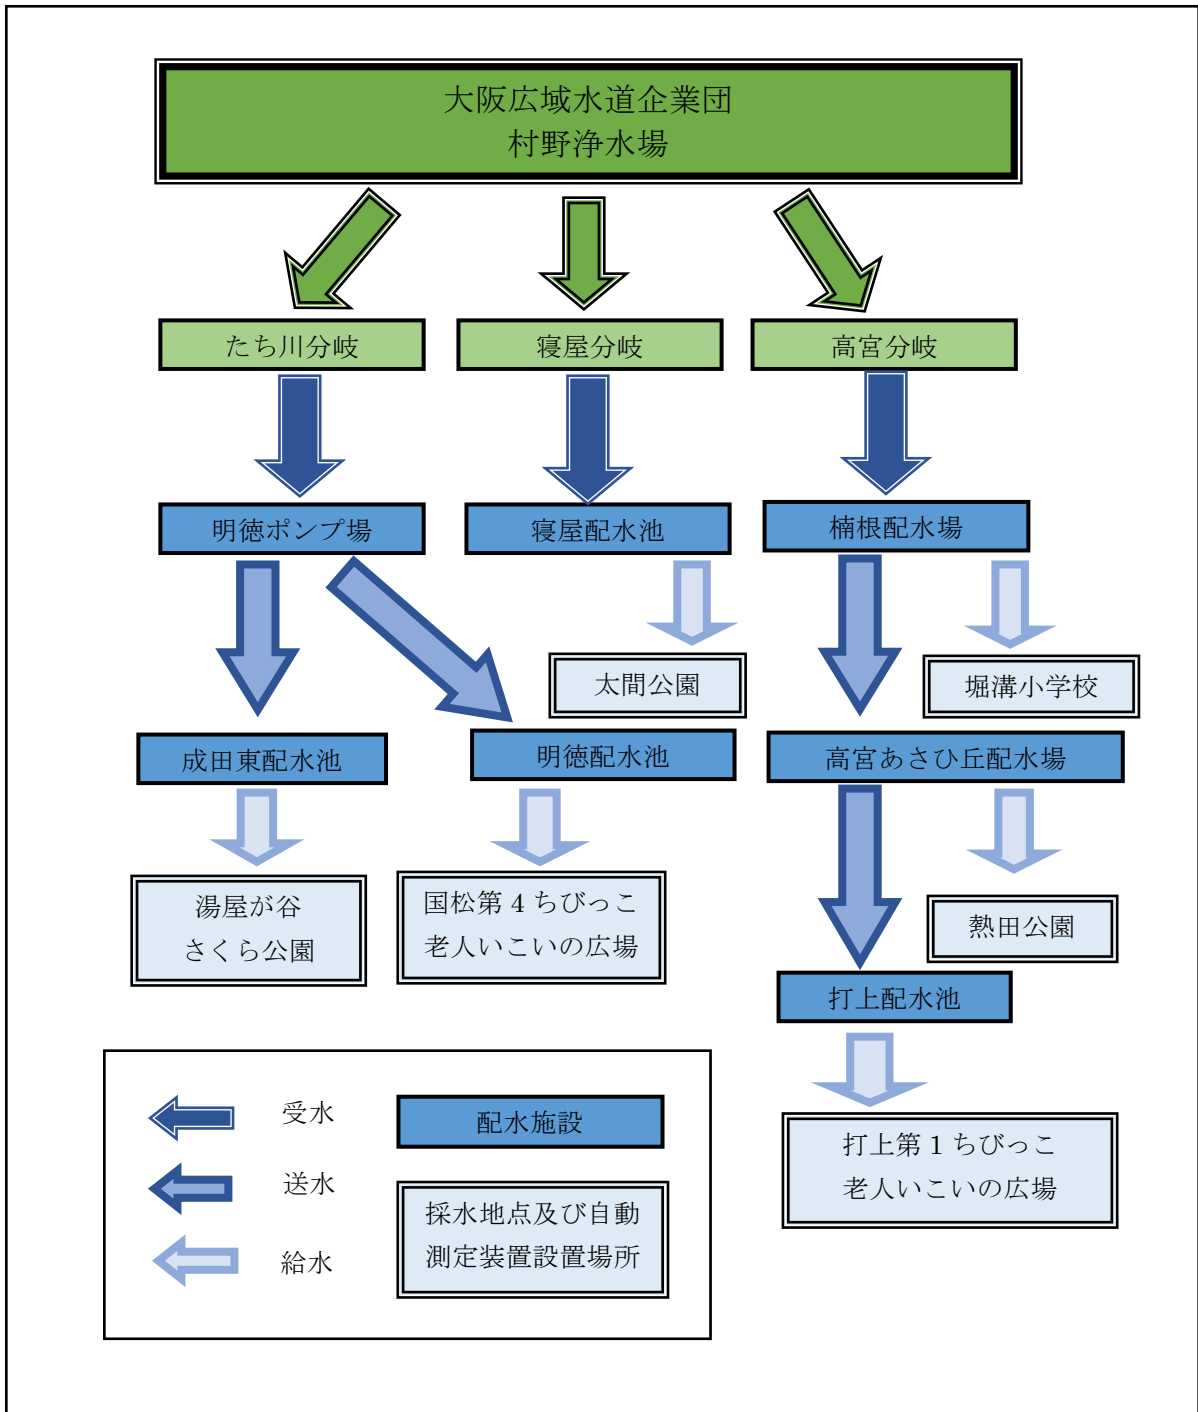 大阪広域水道企業団
村野浄水場
たち川分岐
寝屋分岐
高宮分岐
明徳ポンプ場
寝屋配水池
楠根配水場
太間公園
堀溝小学校
成田東配水池
明徳配水池
高宮あさひ丘配水場
湯屋が谷
さくら公園
国松第4ちびっこ
老人いこいの広場
熱田公園
打上配水池
打上第1ちびっこ
老人いこいの広場
受水
配水施設
送水
採水地点及び自動
測定装置設置場所
給水